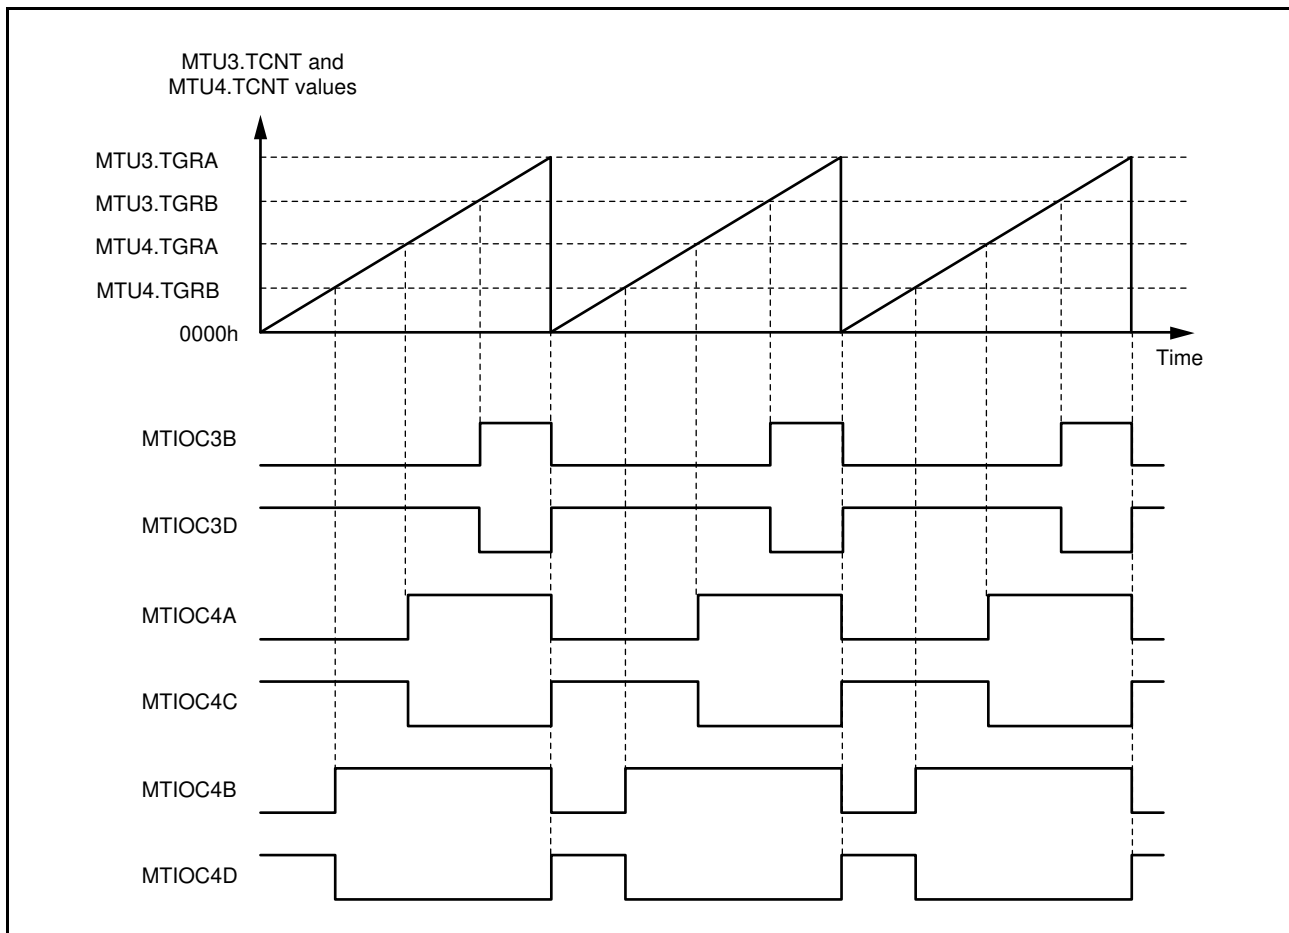 MTU3.TCNT and
MTU4.TCNT values
MTU3.TGRA
MTU3.TGRB
MTU4.TGRA
MTU4.TGRB
0000h
Time
MTIOC3B
MTIOC3D
MTIOC4A
MTIOC4C
MTIOC4B
MTIOC4D